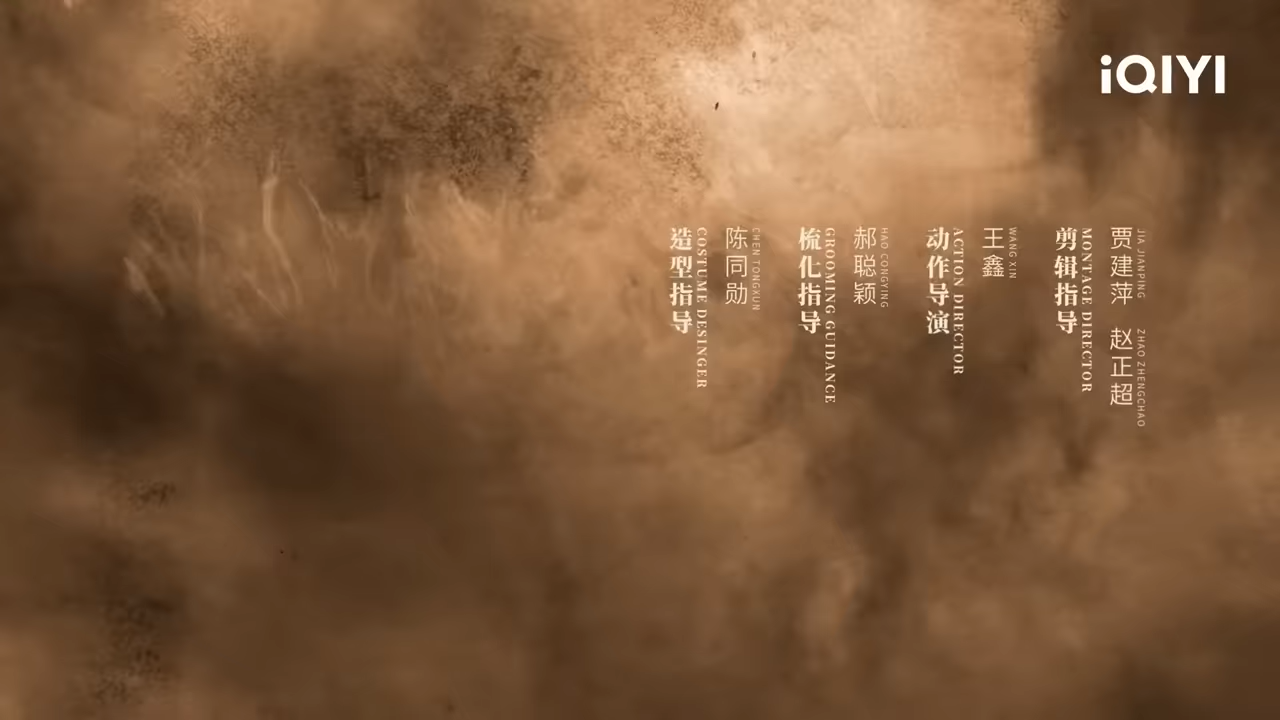 iQIYI
造型指导
COSTUME DESINGER
陈同勋
CHEN TONGXUN
梳化指导
GROOMING GUIDANCE
郝聪颖
HAO CONGYING
动作导演
ACTION DIRECTOR
王鑫
WANG XIN
剪辑指导
MONTAGE DIRECTOR
贾建萍
JIA JIANPING
赵正超
ZHAO ZHENGCHAO